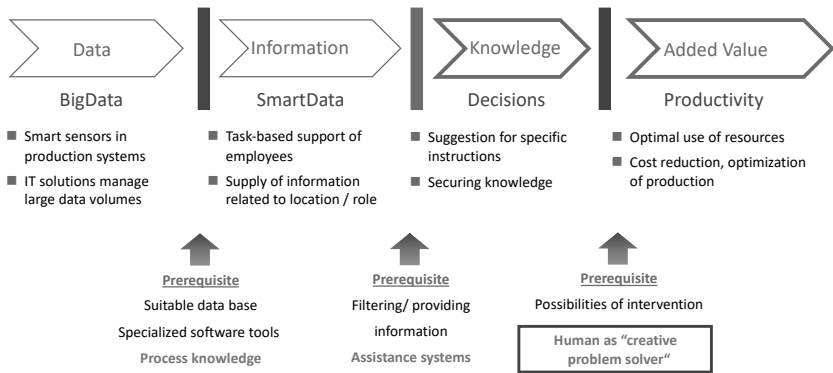 Data
Information
Knowledge
Added Value
BigData
SmartData
Decisions
Productivity
■ Smart sensors in
production systems
■ IT solutions manage
large data volumes
■ Task-based support of
employees
■ Supply of information
related to location / role
■ Suggestion for specific
instructions
■ Securing knowledge
■ Optimal use of resources
■ Cost reduction, optimization
of production
Prerequisite
Suitable data base
Specialized software tools
Process knowledge
Prerequisite
Filtering/ providing
information
Assistance systems
Prerequisite
Possibilities of intervention
Human as “creative
problem solver“